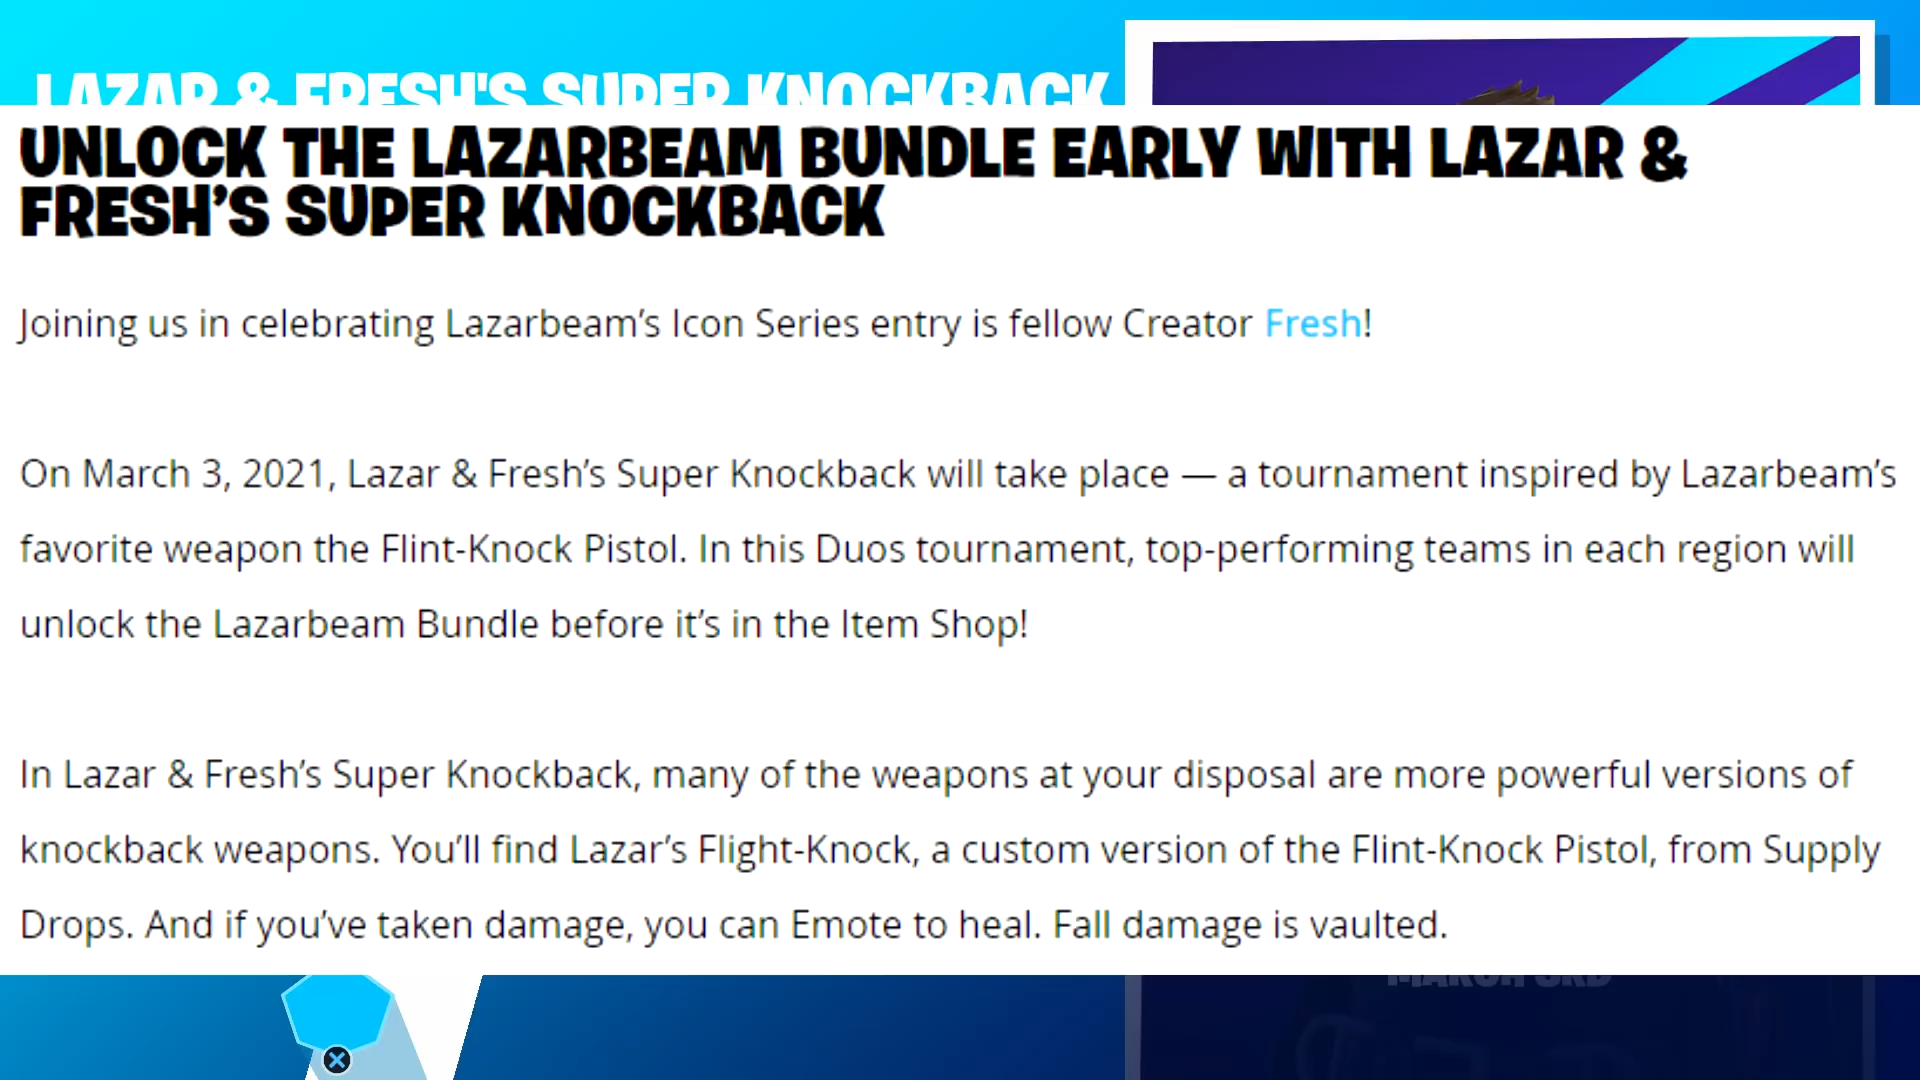 LAZAR & FRESH'S SUPER KNOCKBACK
UNLOCK THE LAZARBEAM BUNDLE EARLY WITH LAZAR &
FRESH’S SUPER KNOCKBACK
Joining us in celebrating Lazarbeam’s Icon Series entry is fellow Creator Fresh!
On March 3, 2021, Lazar & Fresh’s Super Knockback will take place — a tournament inspired by Lazarbeam’s
favorite weapon the Flint-Knock Pistol. In this Duos tournament, top-performing teams in each region will
unlock the Lazarbeam Bundle before it’s in the Item Shop!
In Lazar & Fresh’s Super Knockback, many of the weapons at your disposal are more powerful versions of
knockback weapons. You’ll find Lazar’s Flight-Knock, a custom version of the Flint-Knock Pistol, from Supply
Drops. And if you’ve taken damage, you can Emote to heal. Fall damage is vaulted.
MARCH 3RD